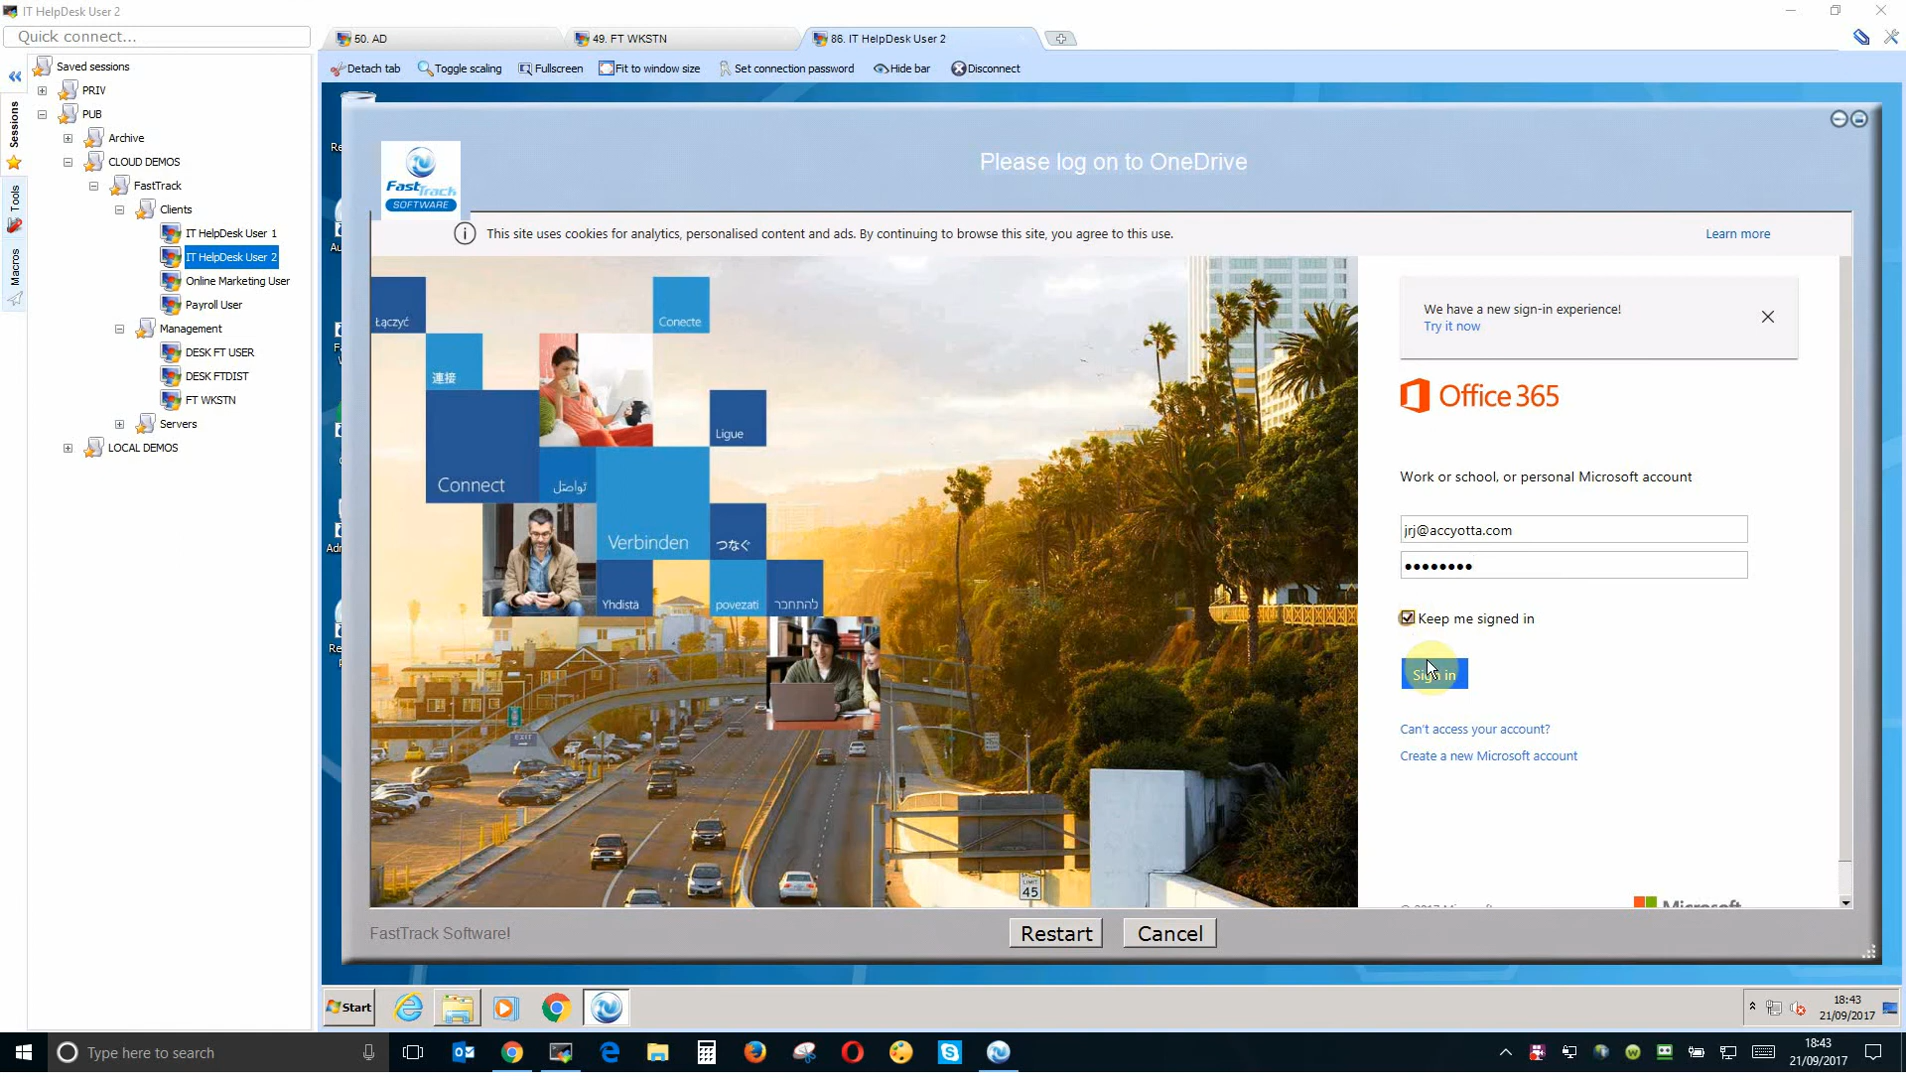 IT HelpDesk User 2
Quick connect...
Saved sessions
PRIV
PUB
Archive
CLOUD DEMOS
FastTrack
Clients
IT HelpDesk User 1
IT HelpDesk User 2
Online Marketing User
Payroll User
Management
DESK FT USER
DESK FTDIST
FT WKSTN
Servers
LOCAL DEMOS
Sessions
Tools
Macros
50. AD
49. FT WKSTN
86. IT HelpDesk User 2
Detach tab
Toggle scaling
Fullscreen
Fit to window size
Set connection password
Hide bar
Disconnect
FastTrack
SOFTWARE
Please log on to OneDrive
This site uses cookies for analytics, personalised content and ads. By continuing to browse this site, you agree to this use.
Learn more
Łączyć
Conecte
連接
Ligue
Connect
تواصل
Verbinden
つなぐ
Yhdistä
povezati
להתחבר
EXIT
SPEED LIMIT
45
We have a new sign-in experience!
Try it now
Office 365
Work or school, or personal Microsoft account
jrj@accyotta.com
••••••••
Keep me signed in
Sign in
Can't access your account?
Create a new Microsoft account
© 2017 Microsoft
Microsoft
FastTrack Software!
Restart
Cancel
Start
18:43
21/09/2017
Type here to search
18:43
21/09/2017